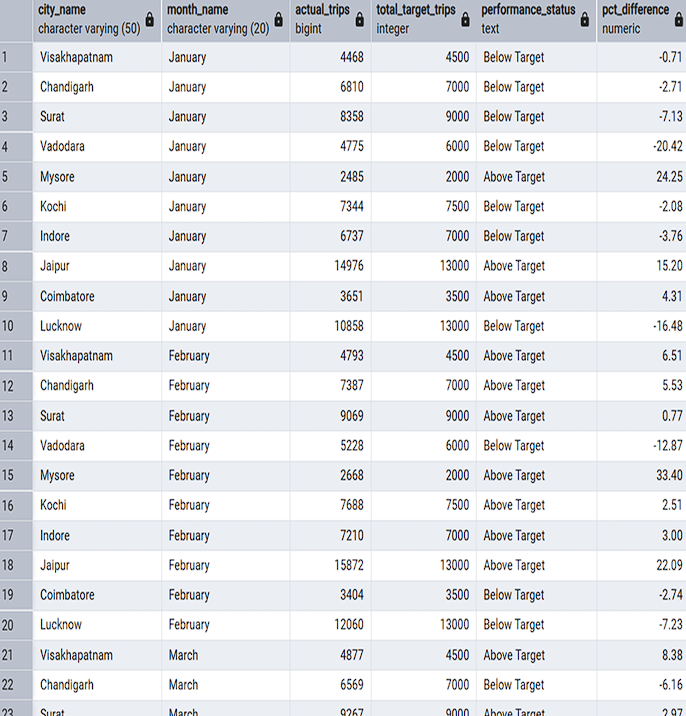 city_name month_name actual_trips total_target_trips performance_status pct_difference
character varying (50) character varying (20) bigint integer text numeric
1 Visakhapatnam January 4468 4500 Below Target -0.71
2 Chandigarh January 6810 7000 Below Target -2.71
3 Surat January 8358 9000 Below Target -7.13
4 Vadodara January 4775 6000 Below Target -20.42
5 Mysore January 2485 2000 Above Target 24.25
6 Kochi January 7344 7500 Below Target -2.08
7 Indore January 6737 7000 Below Target -3.76
8 Jaipur January 14976 13000 Above Target 15.20
9 Coimbatore January 3651 3500 Above Target 4.31
10 Lucknow January 10858 13000 Below Target -16.48
11 Visakhapatnam February 4793 4500 Above Target 6.51
12 Chandigarh February 7387 7000 Above Target 5.53
13 Surat February 9069 9000 Above Target 0.77
14 Vadodara February 5228 6000 Below Target -12.87
15 Mysore February 2668 2000 Above Target 33.40
16 Kochi February 7688 7500 Above Target 2.51
17 Indore February 7210 7000 Above Target 3.00
18 Jaipur February 15872 13000 Above Target 22.09
19 Coimbatore February 3404 3500 Below Target -2.74
20 Lucknow February 12060 13000 Below Target -7.23
21 Visakhapatnam March 4877 4500 Above Target 8.38
22 Chandigarh March 6569 7000 Below Target -6.16
23 Surat March 9267 9000 Above Target 2.97